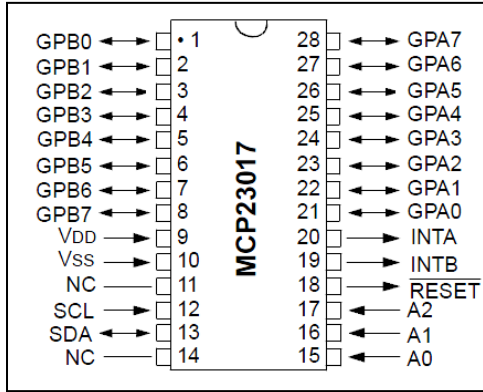 GPB0 • 1 28 GPA7
GPB1 2 27 GPA6
GPB2 3 26 GPA5
GPB3 4 25 GPA4
GPB4 5 24 GPA3
GPB5 6 23 GPA2
GPB6 7 22 GPA1
GPB7 8 21 GPA0
VDD 9 20 INTA
VSS 10 19 INTB
NC 11 18 RESET
SCL 12 17 A2
SDA 13 16 A1
NC 14 15 A0
MCP23017